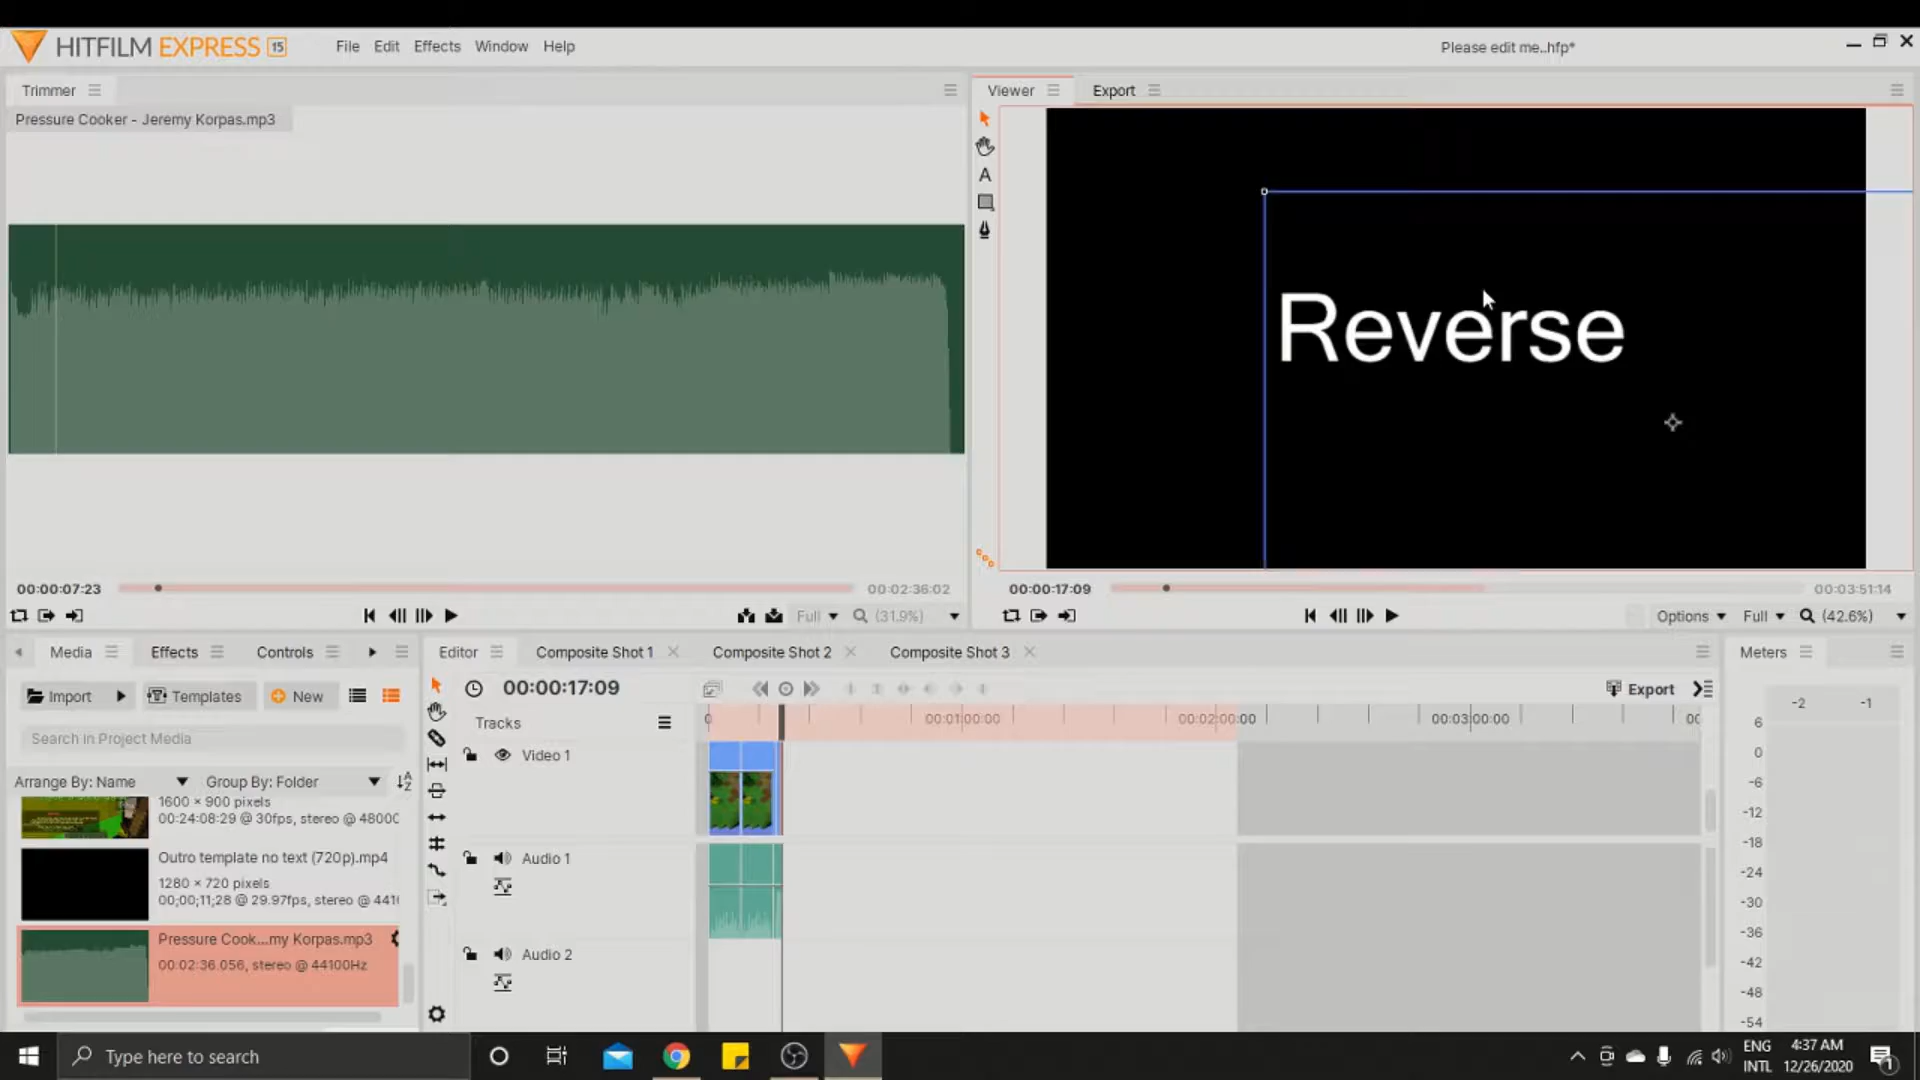 HITFILM EXPRESS 15
File Edit Effects Window Help
Please edit me..hfp*
Trimmer
Viewer
Export
Pressure Cooker - Jeremy Korpas.mp3
A
Reverse
00:00:07:23
00:02:36:02
00:00:17:09
00:03:51:14
Full
(31.9%)
Options
Full
(42.6%)
Media
Effects
Controls
Editor
Composite Shot 1
Composite Shot 2
Composite Shot 3
Meters
Import
Templates
New
00:00:17:09
Export
-2 -1
Search in Project Media
Tracks
0
00:01:00:00
00:02:00:00
00:03:00:00
00
Arrange By: Name
Group By: Folder
Video 1
1600 × 900 pixels
00:24:08:29 @ 30fps, stereo @ 4800
Outro template no text (720p).mp4
1280 × 720 pixels
00;00;11;28 @ 29.97fps, stereo @ 441
Audio 1
Pressure Cook...my Korpas.mp3
00:02:36.056, stereo @ 44100Hz
Audio 2
6
0
-6
-12
-18
-24
-30
-36
-42
-48
-54
Type here to search
ENG
INTL
4:37 AM
12/26/2020
1